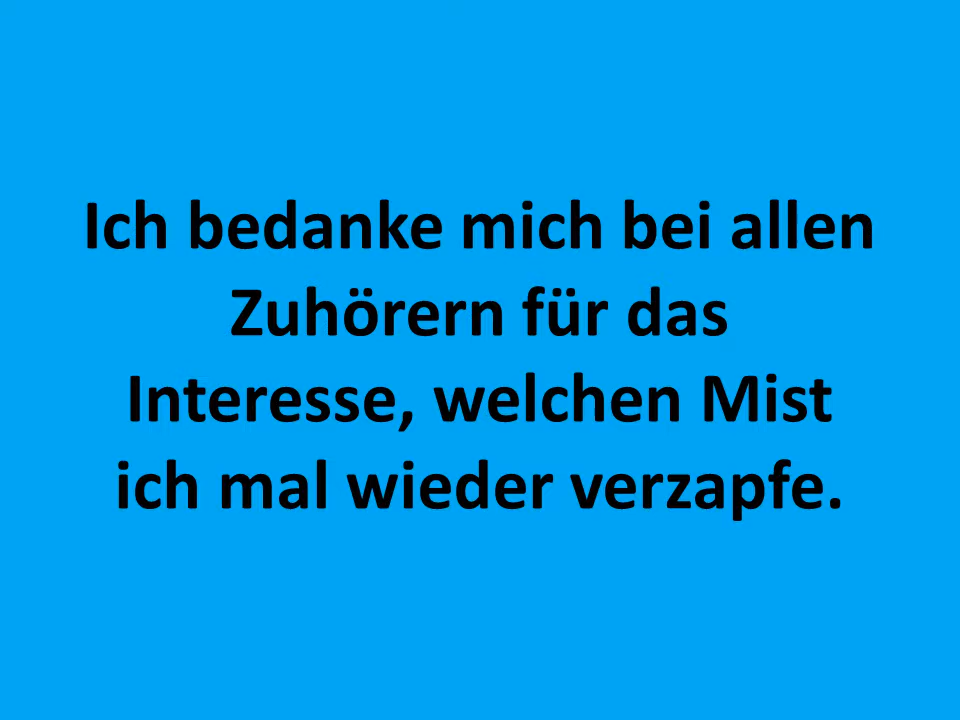 Ich bedanke mich bei allen
Zuhörern für das
Interesse, welchen Mist
ich mal wieder verzapfe.